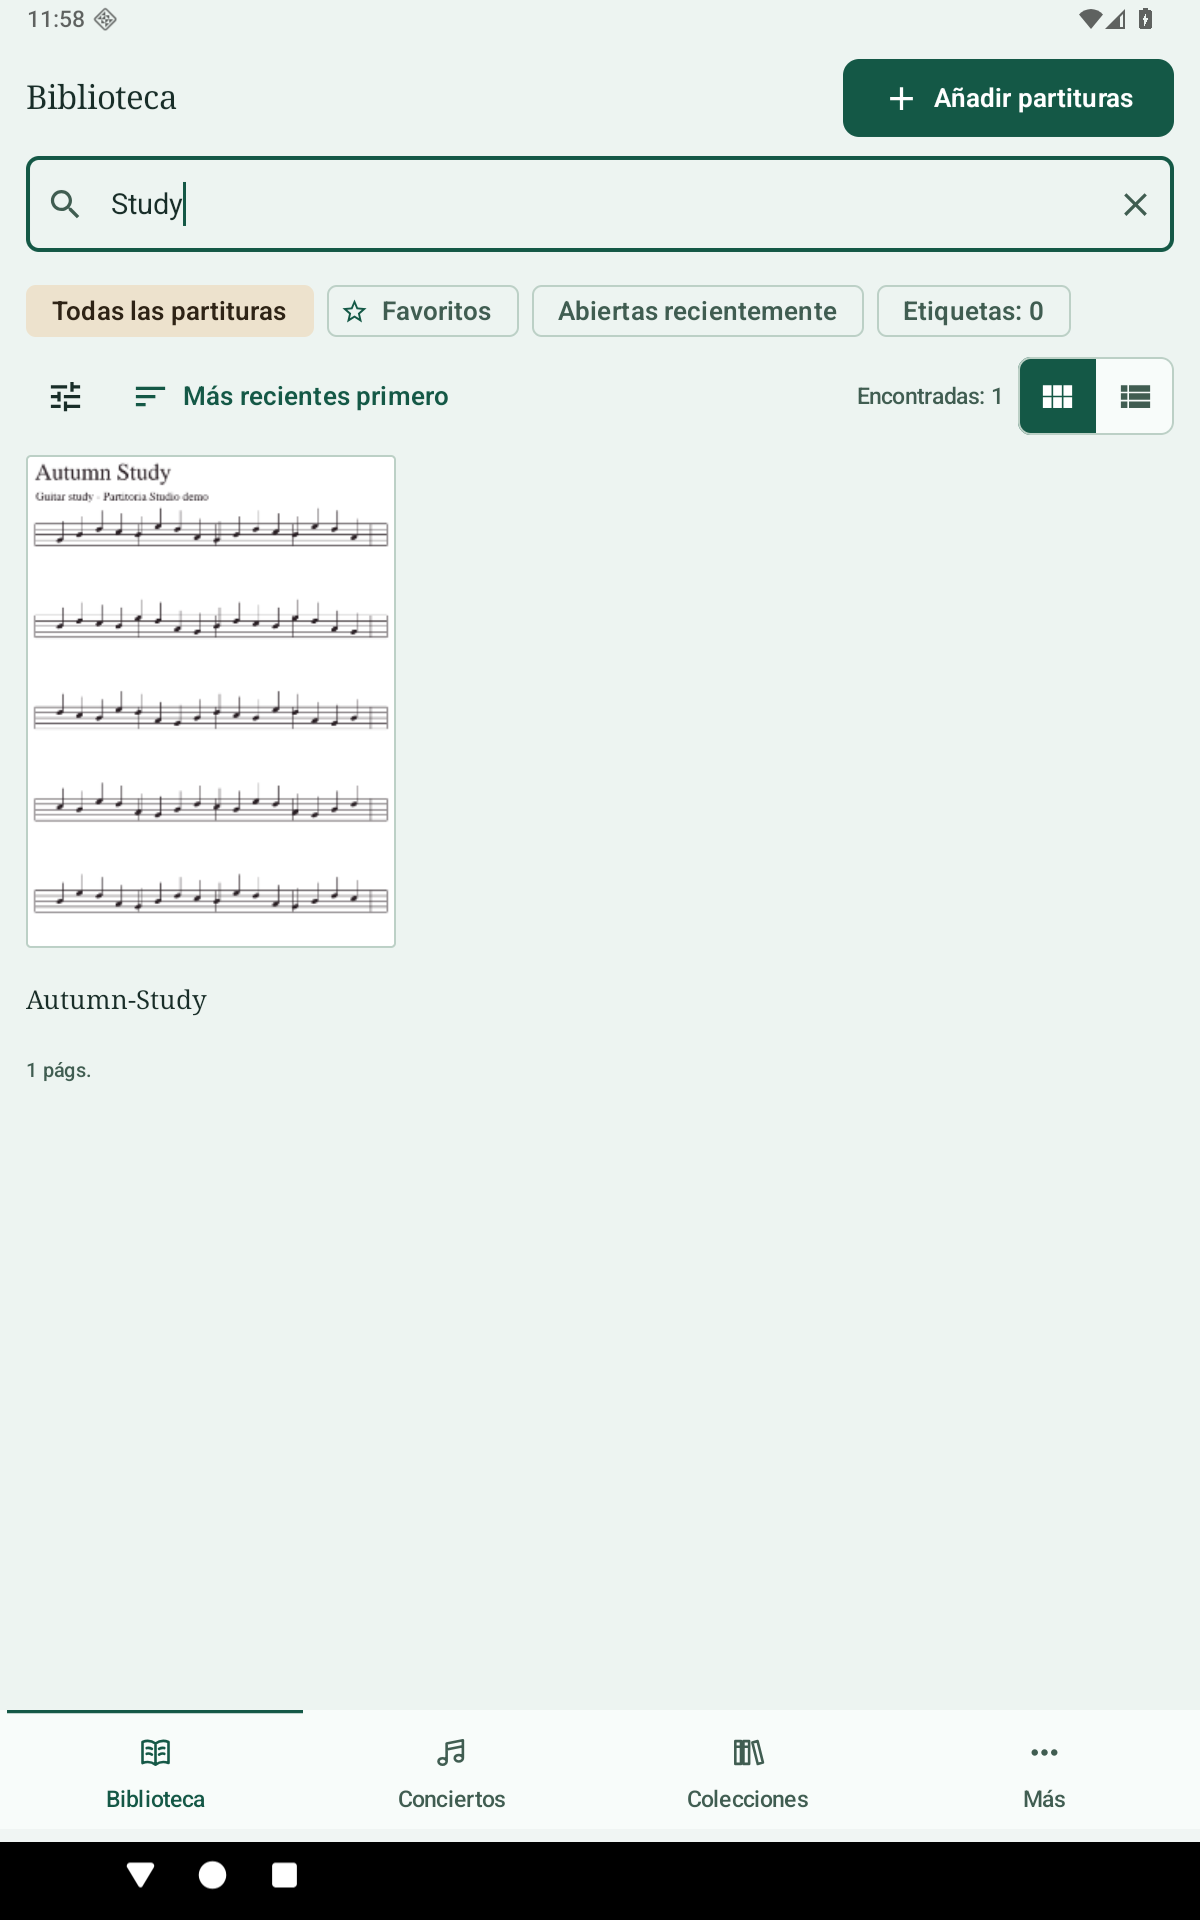 11:58
Biblioteca
Añadir partituras
Study
Todas las partituras
Favoritos
Abiertas recientemente
Etiquetas: 0
Más recientes primero
Encontradas: 1
Autumn Study
Guitar study - Partitoria Studio demo
Autumn-Study
1 págs.
Biblioteca
Conciertos
Colecciones
Más